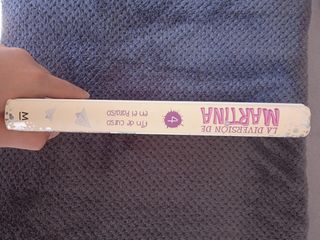 LA DIVERSIÓN DE
MARTINA
4
Fin de curso
en el Paraíso
M